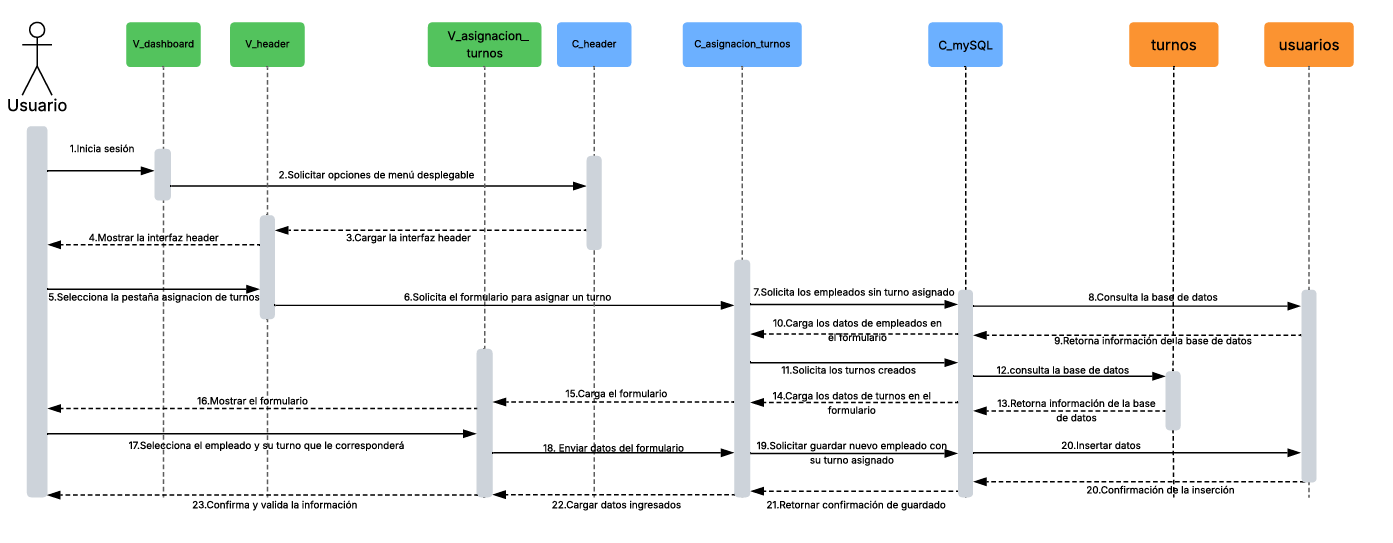 V_dashboard
V_header
V_asignacion_
turnos
C_header
C_asignacion_turnos
C_mySQL
turnos
usuarios
Usuario
1.Inicia sesión
2.Solicitar opciones de menú desplegable
3.Cargar la interfaz header
4.Mostrar la interfaz header
5.Selecciona la pestaña asignacion de turnos
6.Solicita el formulario para asignar un turno
7.Solicita los empleados sin turno asignado
8.Consulta la base de datos
9.Retorna información de la base de datos
10.Carga los datos de empleados en
el formulario
11.Solicita los turnos creados
12.consulta la base de datos
13.Retorna información de la base
de datos
14.Carga los datos de turnos en el
formulario
15.Carga el formulario
16.Mostrar el formulario
17.Selecciona el empleado y su turno que le corresponderá
18. Enviar datos del formulario
19.Solicitar guardar nuevo empleado con
su turno asignado
20.Insertar datos
20.Confirmación de la inserción
21.Retornar confirmación de guardado
22.Cargar datos ingresados
23.Confirma y valida la información